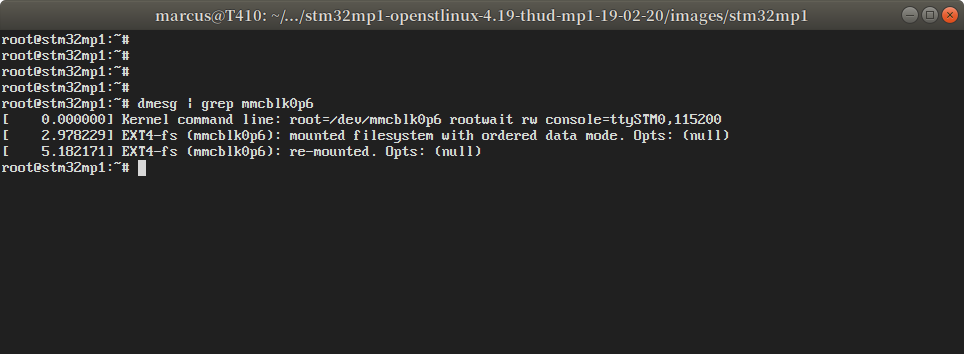 marcus@T410: ~/.../stm32mp1-openstlinux-4.19-thud-mp1-19-02-20/images/stm32mp1
root@stm32mp1:~#
root@stm32mp1:~#
root@stm32mp1:~#
root@stm32mp1:~#
root@stm32mp1:~# dmesg | grep mmcblk0p6
[    0.000000] Kernel command line: root=/dev/mmcblk0p6 rootwait rw console=ttySTM0,115200
[    2.978229] EXT4-fs (mmcblk0p6): mounted filesystem with ordered data mode. Opts: (null)
[    5.182171] EXT4-fs (mmcblk0p6): re-mounted. Opts: (null)
root@stm32mp1:~#